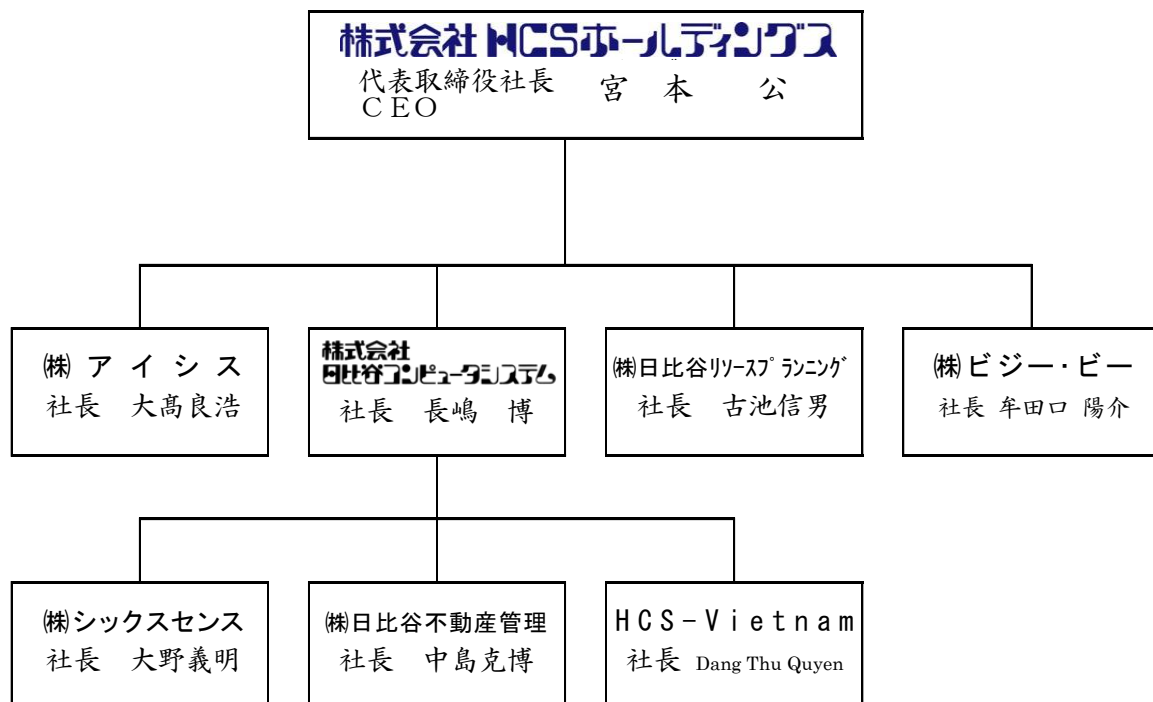 株式会社 HCSホールディングス
代表取締役社長 宮 本 公
CEO
㈱ ア イ シ ス
社長 大髙良浩
株式会社
日比谷コンピュータシステム
社長 長嶋 博
㈱日比谷ﾘｿｰｽﾌﾟﾗﾝﾆﾝｸﾞ
社長 古池信男
㈱ビジー・ビー
社長 牟田口 陽介
㈱シックスセンス
社長 大野義明
㈱日比谷不動産管理
社長 中島克博
HCS-Vietnam
社長 Dang Thu Quyen